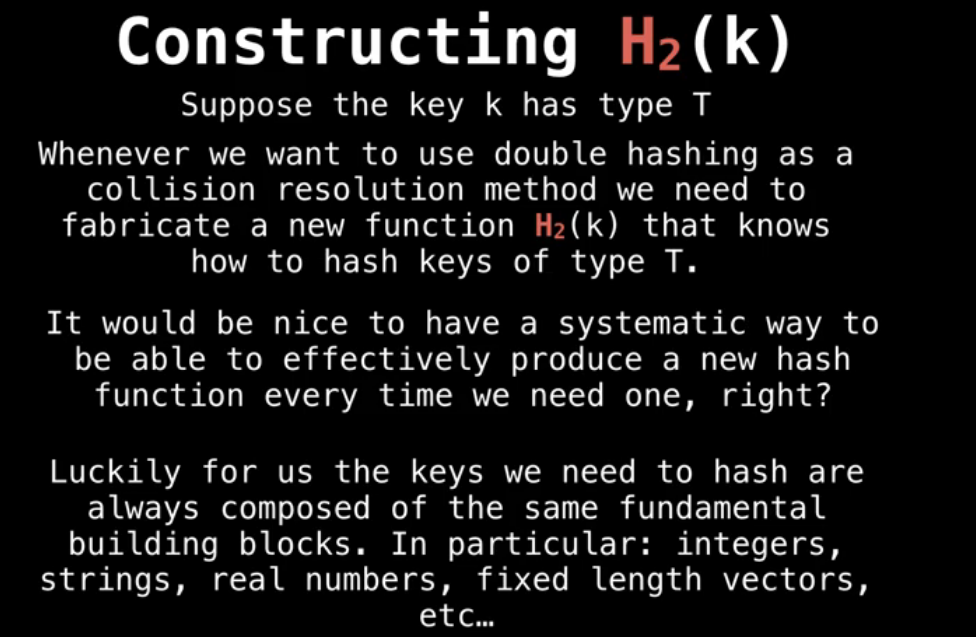 Constructing H₂(k)
Suppose the key k has type T
Whenever we want to use double hashing as a
collision resolution method we need to
fabricate a new function H₂(k) that knows
how to hash keys of type T.
It would be nice to have a systematic way to
be able to effectively produce a new hash
function every time we need one, right?
Luckily for us the keys we need to hash are
always composed of the same fundamental
building blocks. In particular: integers,
strings, real numbers, fixed length vectors,
etc…